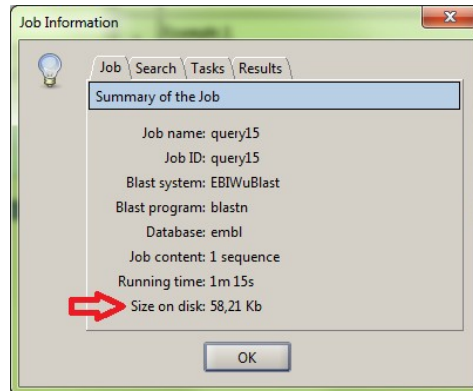 Job Information
x
Job Search Tasks Results
Summary of the Job
Job name: query15
Job ID: query15
Blast system: EBIWuBlast
Blast program: blastn
Database: embl
Job content: 1 sequence
Running time: 1m 15s
Size on disk: 58,21 Kb
OK